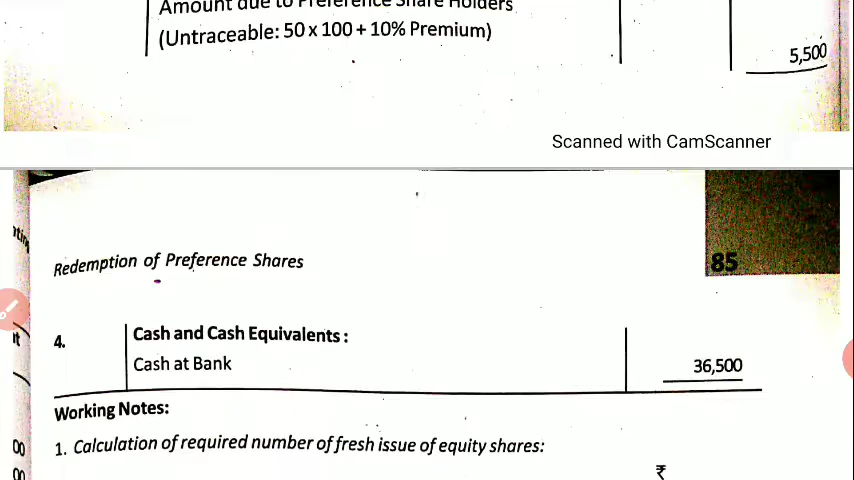 Amount due to Preference Share Holders
(Untraceable: 50 x 100 + 10% Premium)
5,500
Scanned with CamScanner
Redemption of Preference Shares
85
4.
Cash and Cash Equivalents :
Cash at Bank
36,500
Working Notes:
1. Calculation of required number of fresh issue of equity shares:
₹